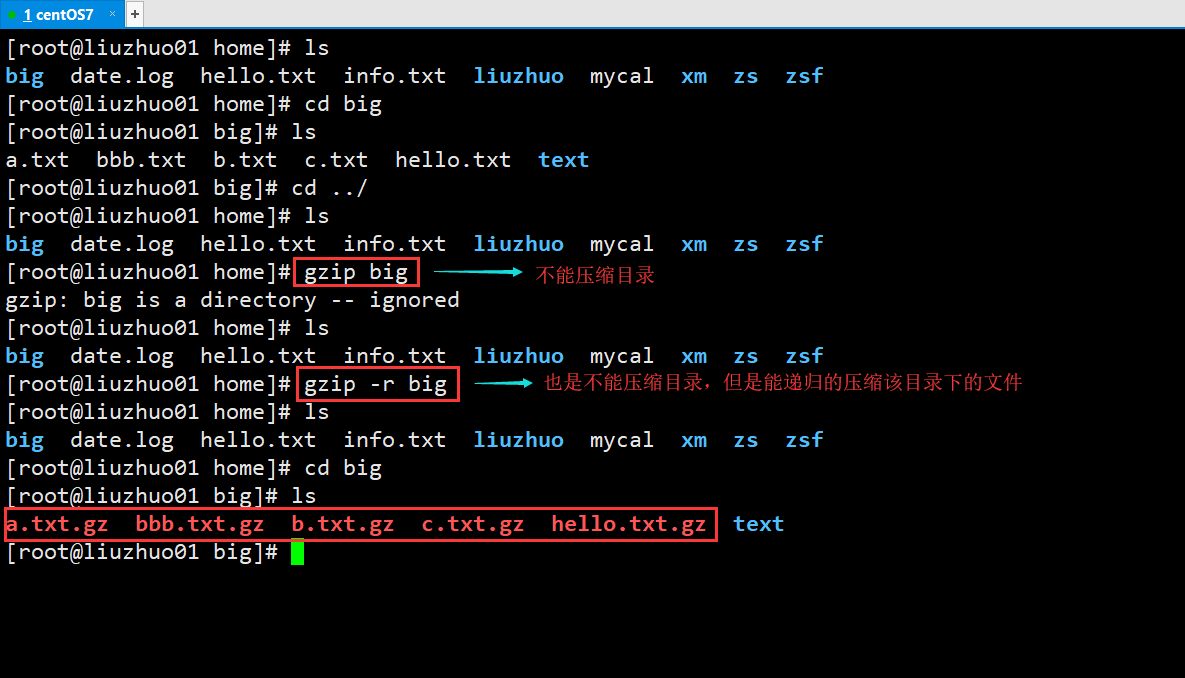 1 centOS7 × +
[root@liuzhuo01 home]# ls
big  date.log  hello.txt  info.txt  liuzhuo  mycal  xm  zs  zsf
[root@liuzhuo01 home]# cd big
[root@liuzhuo01 big]# ls
a.txt  bbb.txt  b.txt  c.txt  hello.txt  text
[root@liuzhuo01 big]# cd ../
[root@liuzhuo01 home]# ls
big  date.log  hello.txt  info.txt  liuzhuo  mycal  xm  zs  zsf
[root@liuzhuo01 home]# gzip big 不能压缩目录
gzip: big is a directory -- ignored
[root@liuzhuo01 home]# ls
big  date.log  hello.txt  info.txt  liuzhuo  mycal  xm  zs  zsf
[root@liuzhuo01 home]# gzip -r big 也是不能压缩目录，但是能递归的压缩该目录下的文件
[root@liuzhuo01 home]# ls
big  date.log  hello.txt  info.txt  liuzhuo  mycal  xm  zs  zsf
[root@liuzhuo01 home]# cd big
[root@liuzhuo01 big]# ls
a.txt.gz  bbb.txt.gz  b.txt.gz  c.txt.gz  hello.txt.gz  text
[root@liuzhuo01 big]#